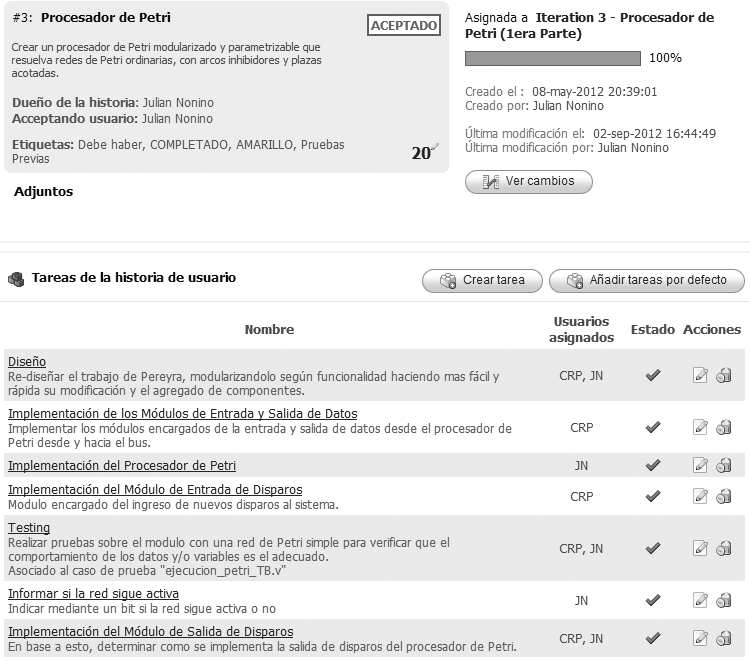 #3: Procesador de Petri
ACEPTADO
Crear un procesador de Petri modularizado y parametrizable que
resuelva redes de Petri ordinarias, con arcos inhibidores y plazas
acotadas.
Dueño de la historia: Julian Nonino
Aceptando usuario: Julian Nonino
Etiquetas: Debe haber, COMPLETADO, AMARILLO, Pruebas
Previas
20
Adjuntos
Asignada a Iteration 3 - Procesador de
Petri (1era Parte)
100%
Creado el : 08-may-2012 20:39:01
Creado por: Julian Nonino
Última modificación el: 02-sep-2012 16:44:49
Última modificación por: Julian Nonino
Ver cambios
Tareas de la historia de usuario
Crear tarea
Añadir tareas por defecto
Nombre
Usuarios
asignados
Estado
Acciones
Diseño
Re-diseñar el trabajo de Pereyra, modularizandolo según funcionalidad haciendo mas fácil y
rápida su modificación y el agregado de componentes.
CRP, JN
Implementación de los Módulos de Entrada y Salida de Datos
Implementar los módulos encargados de la entrada y salida de datos desde el procesador de
Petri desde y hacia el bus.
CRP
Implementación del Procesador de Petri
JN
Implementación del Módulo de Entrada de Disparos
Modulo encargado del ingreso de nuevos disparos al sistema.
CRP
Testing
Realizar pruebas sobre el modulo con una red de Petri simple para verificar que el
comportamiento de los datos y/o variables es el adecuado.
Asociado al caso de prueba "ejecucion_petri_TB.v"
CRP, JN
Informar si la red sigue activa
Indicar mediante un bit si la red sigue activa o no
JN
Implementación del Módulo de Salida de Disparos
En base a esto, determinar como se implementa la salida de disparos del procesador de Petri.
CRP, JN